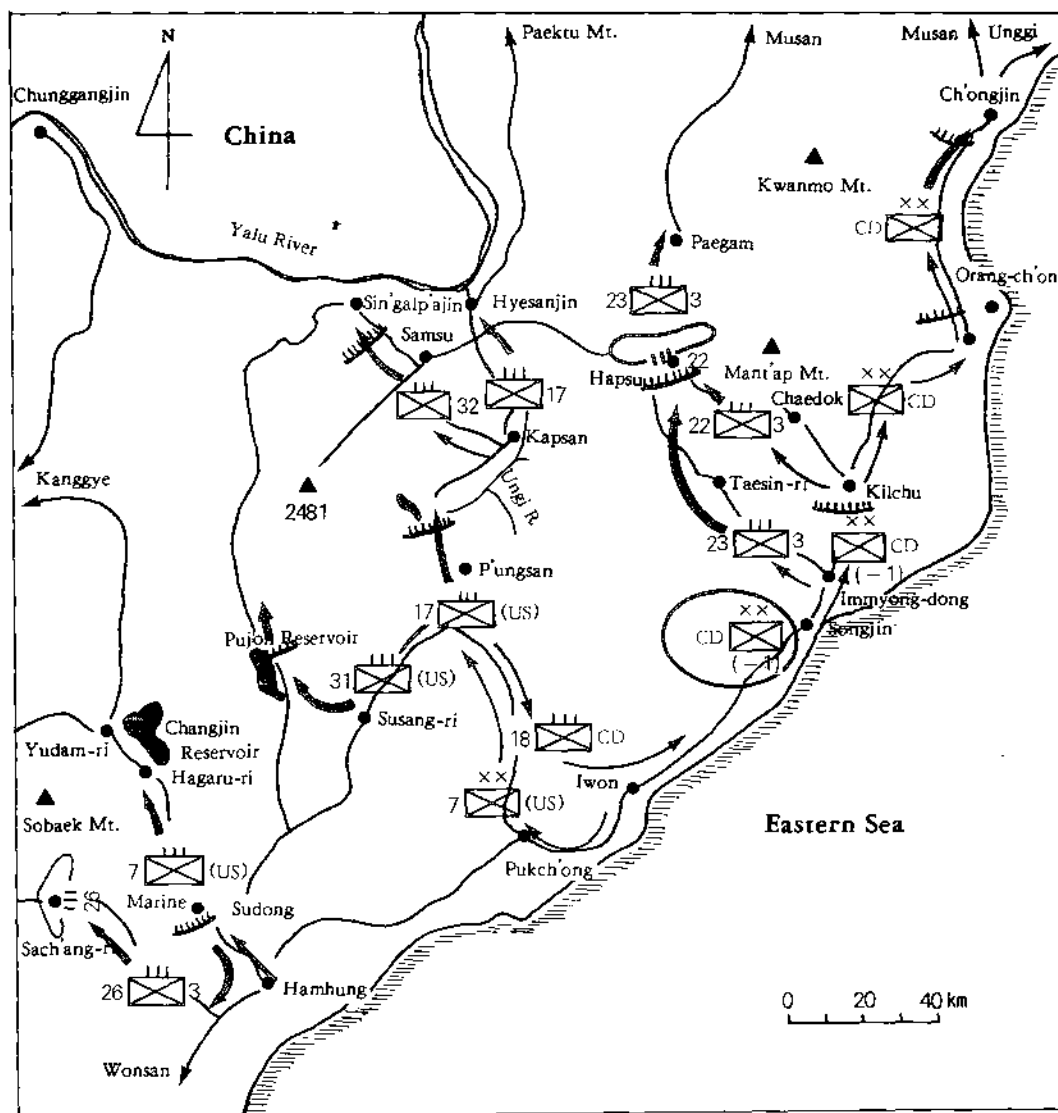 Paektu Mt.
Musan
Musan
Unggi
N
Chunggangjin
China
Ch'ongjin
Kwanmo Mt.
×× 
CD
Yalu River
Paegam
Orang-ch'on
23
3
Sin'galp'ajin
Hyesanjin
Samsu
Hapsu
22
Mant'ap Mt.
Chaedok
××
CD
32
17
22
3
Kapsan
Kanggye
2481
Ungi R.
Taesin-ri
Kilchu
××
CD
(−1)
23
3
P'ungsan
Immyong-dong
17
(US)
××
CD
(−1)
Songjin
Pujon Reservoir
31
(US)
Susang-ri
Changjin
Reservoir
Yudam-ri
Hagaru-ri
18
CD
Iwon
××
7
(US)
Sobaek Mt.
Eastern Sea
Pukch'ong
7
(US)
Marine
Sudong
26
Sach'ang-ri
26
3
Hamhung
0 20 40 km
Wonsan